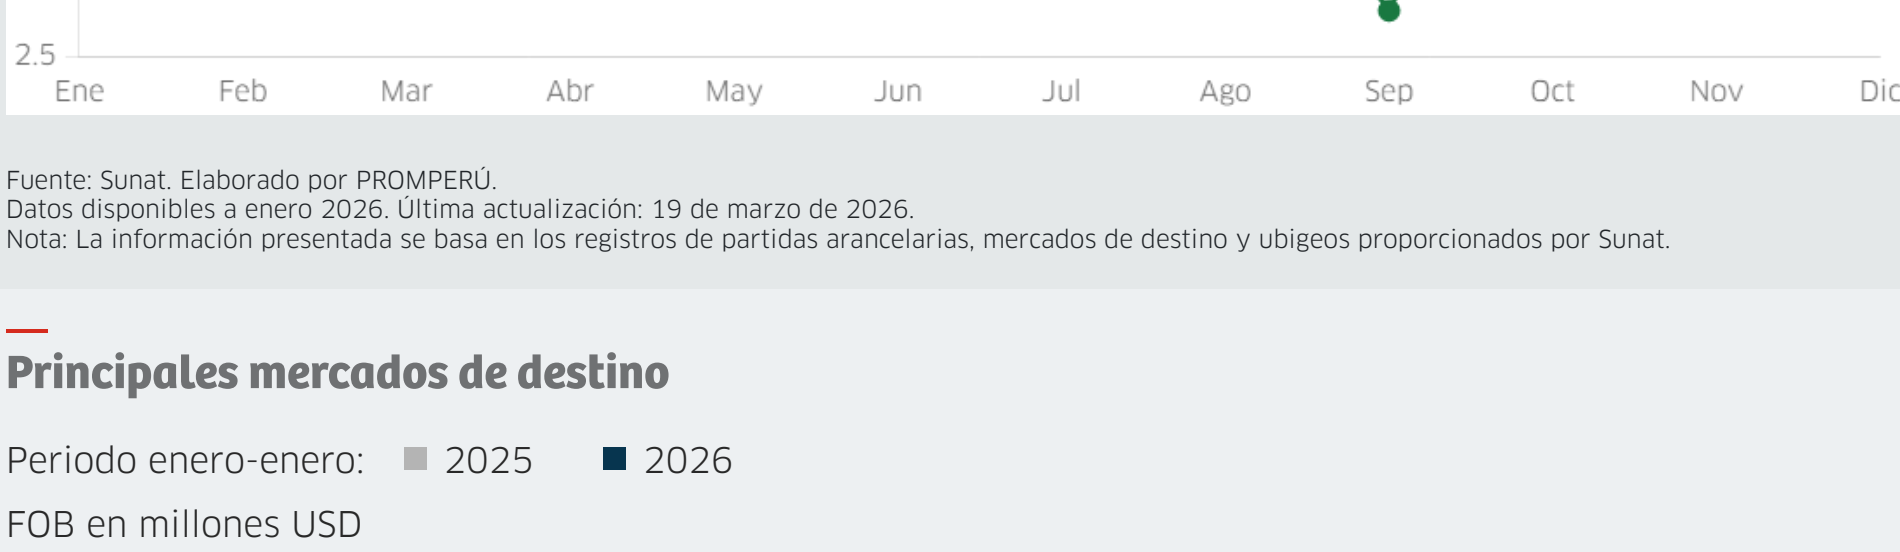 2.5
Ene Feb Mar Abr May Jun Jul Ago Sep Oct Nov Dic
Fuente: Sunat. Elaborado por PROMPERÚ.
Datos disponibles a enero 2026. Última actualización: 19 de marzo de 2026.
Nota: La información presentada se basa en los registros de partidas arancelarias, mercados de destino y ubigeos proporcionados por Sunat.
Principales mercados de destino
Periodo enero-enero: 2025 2026
FOB en millones USD